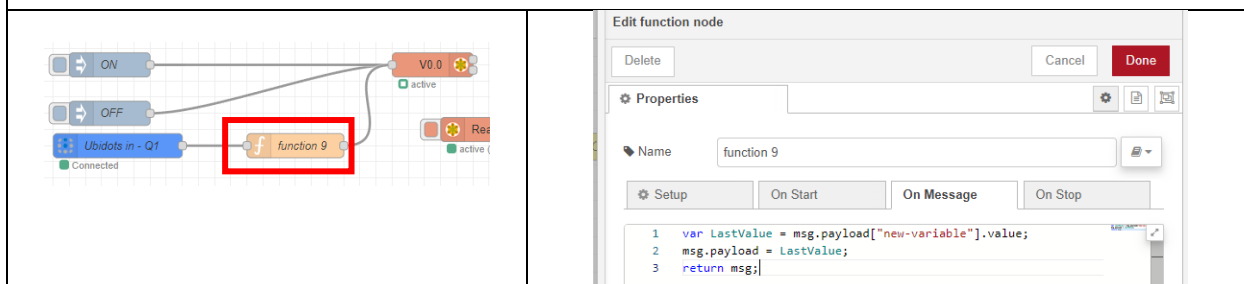 ON
V0.0
active
OFF
Ubidots in - Q1
Connected
function 9
Rea
active (
Edit function node
Delete
Cancel
Done
Properties
Name
function 9
Setup
On Start
On Message
On Stop
1 var LastValue = msg.payload["new-variable"].value;
2 msg.payload = LastValue;
3 return msg;